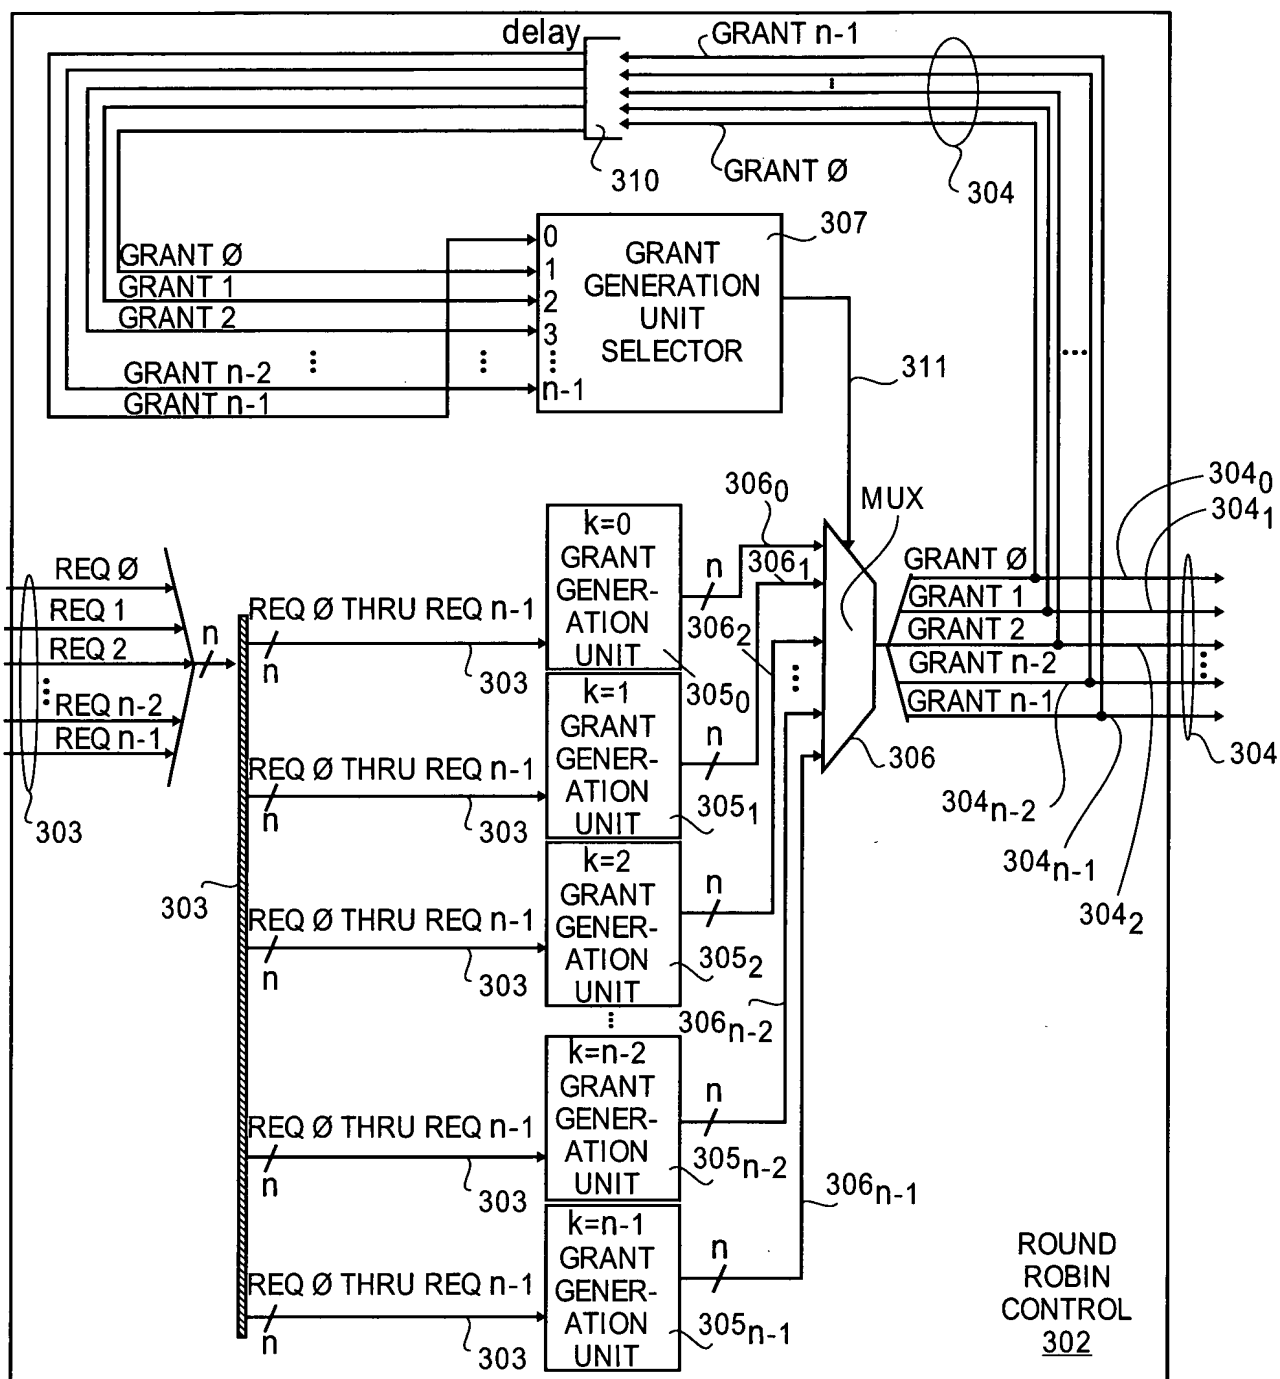 delay
GRANT n-1
GRANT Ø
310
304
307
0
1
2
3
n-1
GRANT
GENERATION
UNIT
SELECTOR
GRANT Ø
GRANT 1
GRANT 2
GRANT n-2
GRANT n-1
311
MUX
306₀
306₁
306₂
306ₙ₋₂
306ₙ₋₁
306
REQ Ø
REQ 1
REQ 2
REQ n-2
REQ n-1
303
n
303
REQ Ø THRU REQ n-1
n
303
k=0
GRANT
GENER-
ATION
UNIT
305₀
n
REQ Ø THRU REQ n-1
n
303
k=1
GRANT
GENER-
ATION
UNIT
305₁
n
REQ Ø THRU REQ n-1
n
303
k=2
GRANT
GENER-
ATION
UNIT
305₂
n
REQ Ø THRU REQ n-1
n
303
k=n-2
GRANT
GENER-
ATION
UNIT
305ₙ₋₂
n
REQ Ø THRU REQ n-1
n
303
k=n-1
GRANT
GENER-
ATION
UNIT
305ₙ₋₁
n
GRANT Ø
GRANT 1
GRANT 2
GRANT n-2
GRANT n-1
304₀
304₁
304
304ₙ₋₂
304ₙ₋₁
304₂
ROUND
ROBIN
CONTROL
302